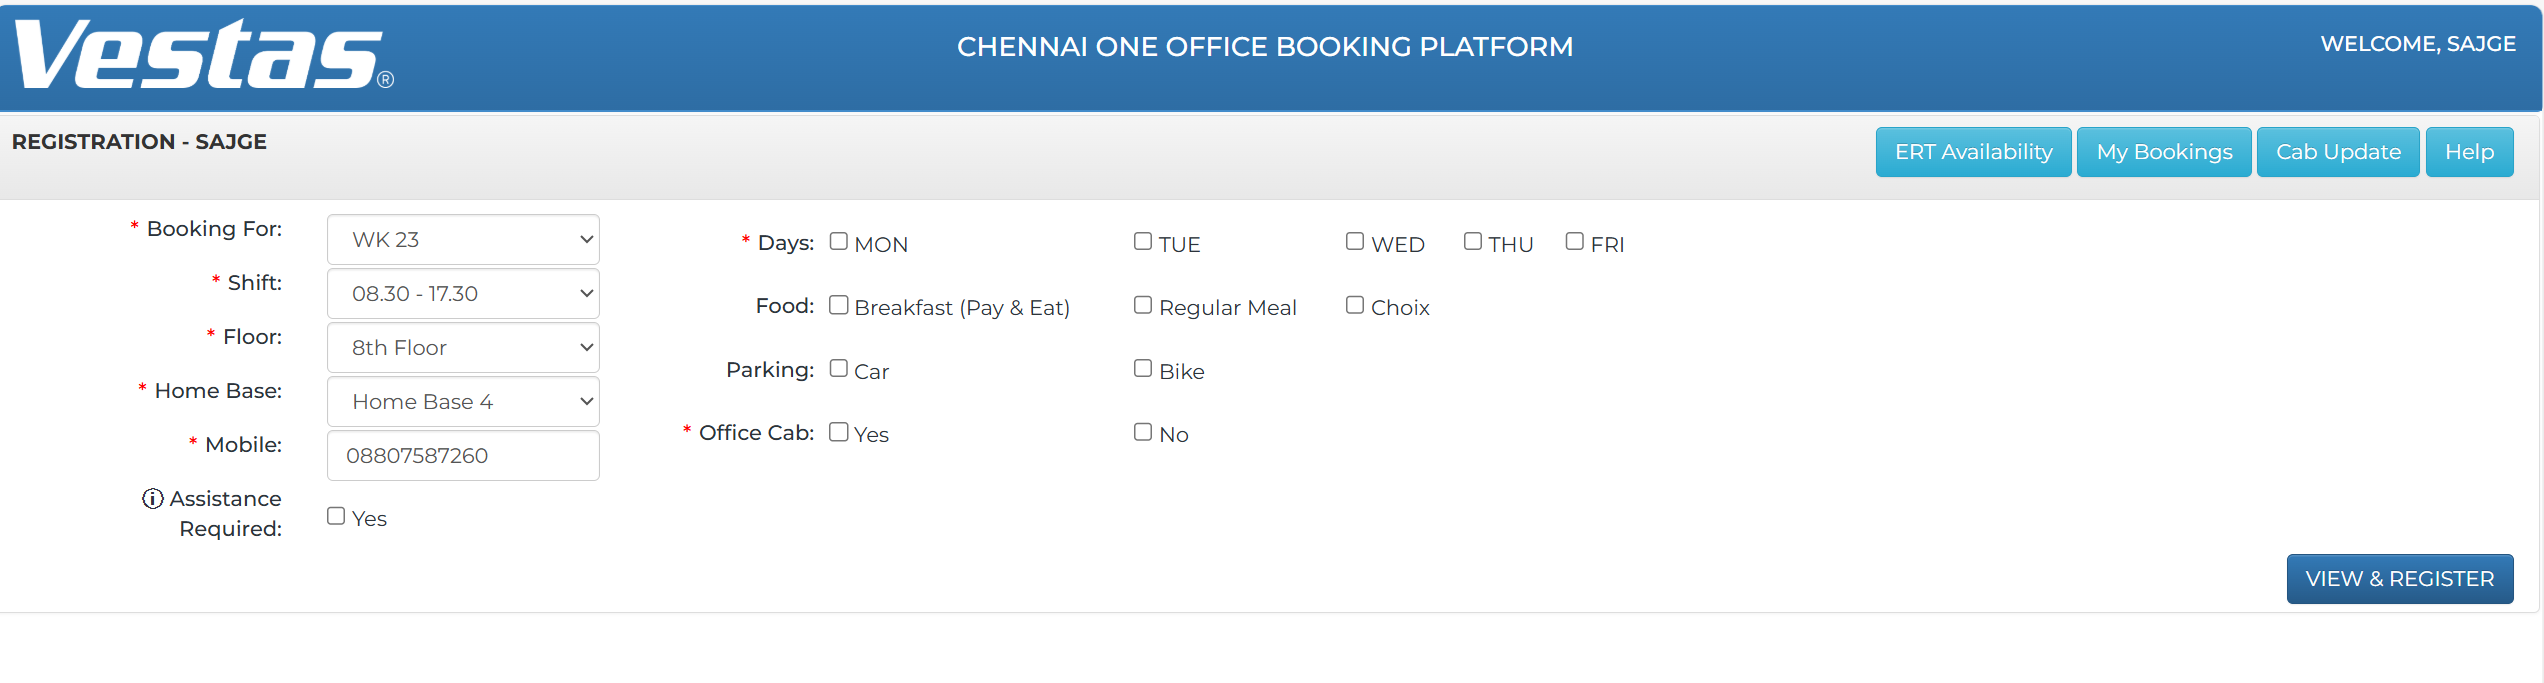 Vestas®
CHENNAI ONE OFFICE BOOKING PLATFORM
WELCOME, SAJGE
REGISTRATION - SAJGE
ERT Availability
My Bookings
Cab Update
Help
* Booking For: WK 23
* Shift: 08.30 - 17.30
* Floor: 8th Floor
* Home Base: Home Base 4
* Mobile: 08807587260
Assistance
Required: Yes
* Days: MON TUE WED THU FRI
Food: Breakfast (Pay & Eat) Regular Meal Choix
Parking: Car Bike
* Office Cab: Yes No
VIEW & REGISTER